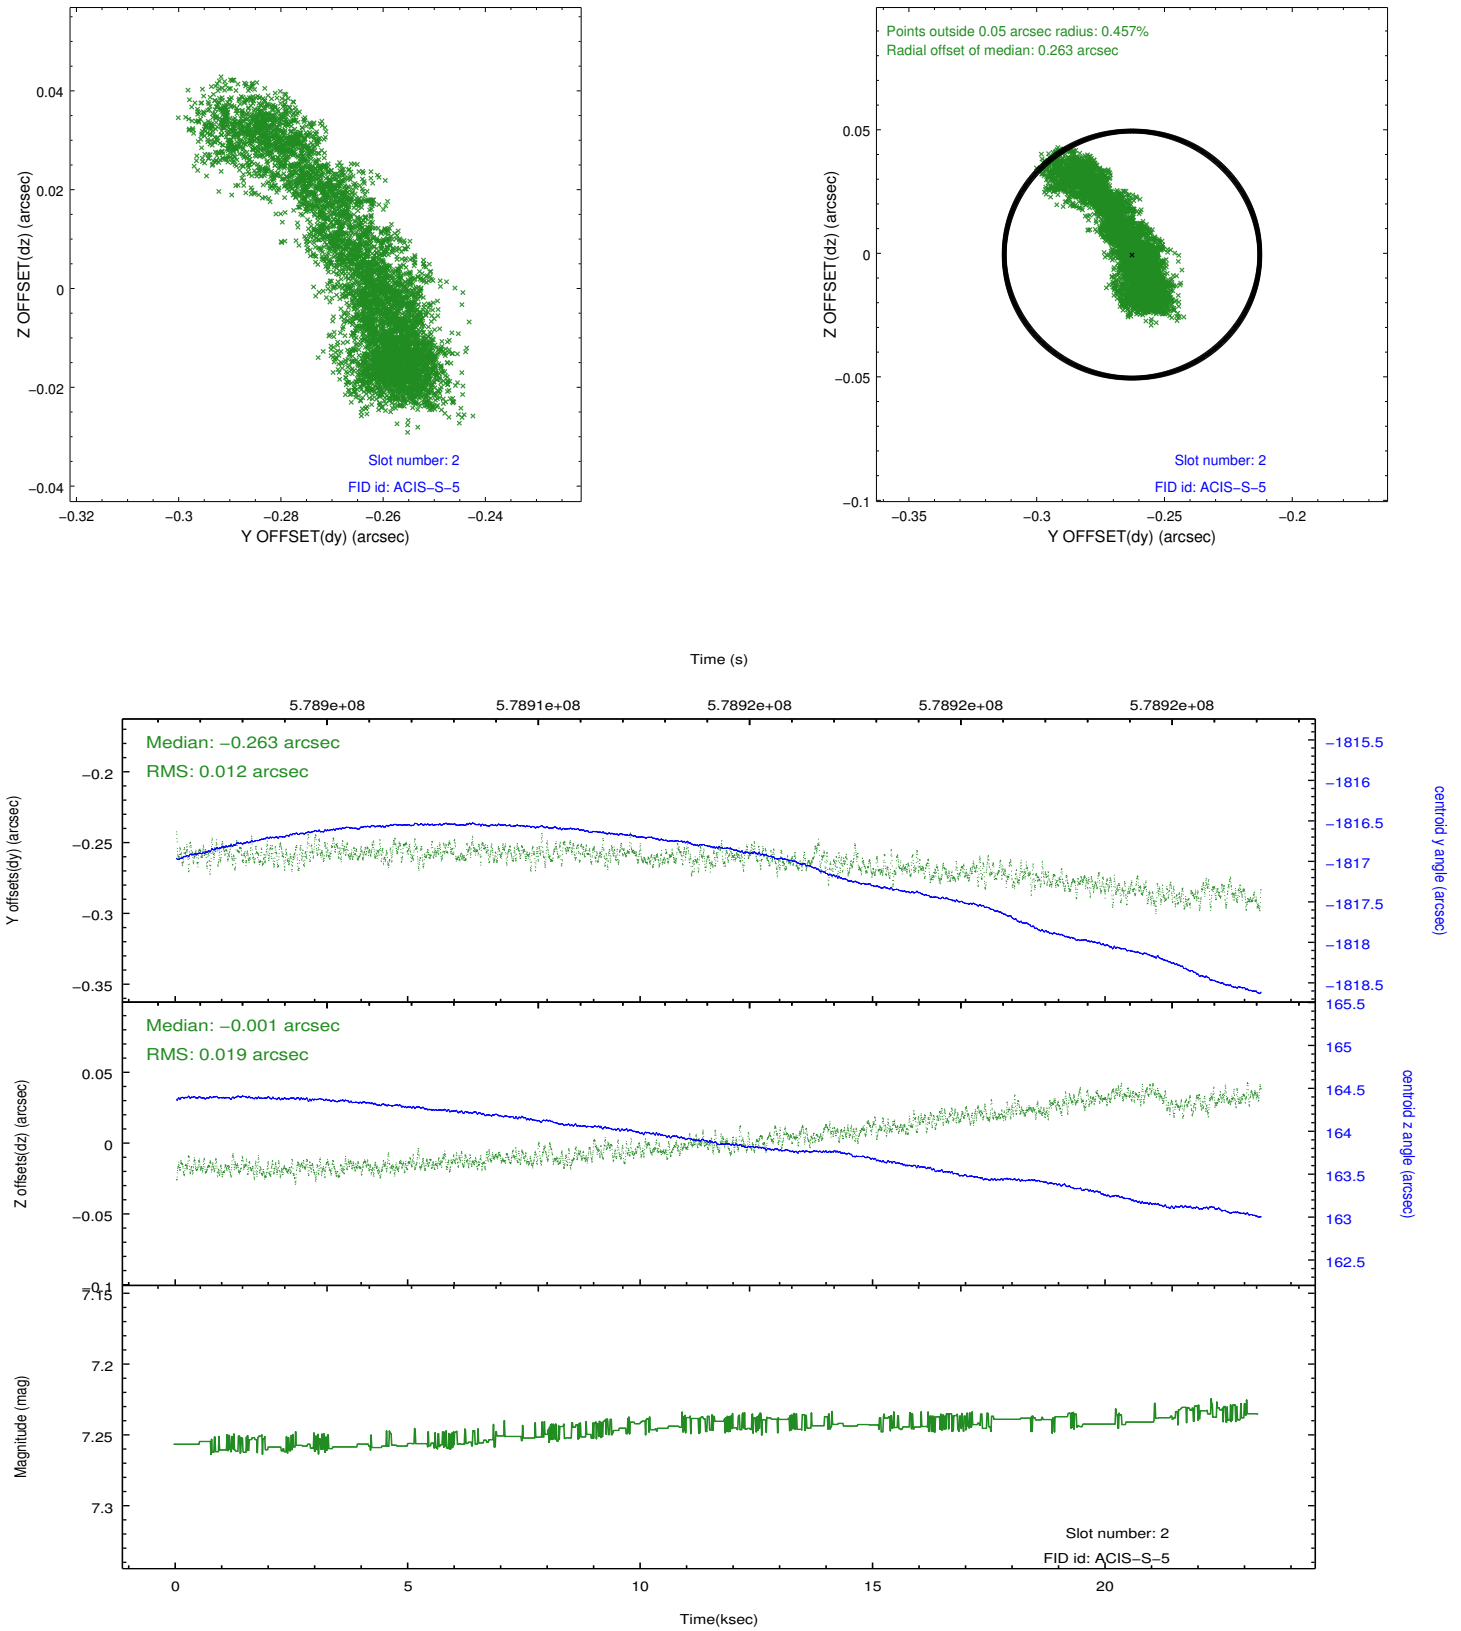 0.04
0.02
0
−0.02
−0.04
Z OFFSET(dz) (arcsec)
Slot number: 2
FID id: ACIS−S−5
−0.32
−0.3
−0.28
−0.26
−0.24
Y OFFSET(dy) (arcsec)
Points outside 0.05 arcsec radius: 0.457%
Radial offset of median: 0.263 arcsec
0.05
0
−0.05
−0.1
Z OFFSET(dz) (arcsec)
Slot number: 2
FID id: ACIS−S−5
−0.35
−0.3
−0.25
−0.2
Y OFFSET(dy) (arcsec)
Time (s)
5.789e+08
5.7891e+08
5.7892e+08
5.7892e+08
5.7892e+08
Median: −0.263 arcsec
RMS: 0.012 arcsec
−0.2
−0.25
−0.3
−0.35
Y offsets(dy) (arcsec)
−1815.5
−1816
−1816.5
−1817
−1817.5
−1818
−1818.5
centroid y angle (arcsec)
Median: −0.001 arcsec
RMS: 0.019 arcsec
0.05
0
−0.05
−0.1
Z offsets(dz) (arcsec)
165.5
165
164.5
164
163.5
163
162.5
centroid z angle (arcsec)
7.15
7.2
7.25
7.3
Magnitude (mag)
Slot number: 2
FID id: ACIS−S−5
0
5
10
15
20
Time(ksec)